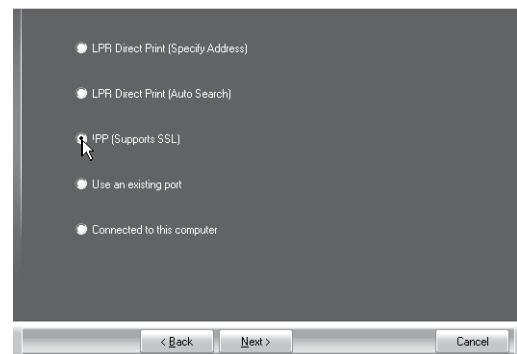 LPR Direct Print (Specify Address)
LPR Direct Print (Auto Search)
IPP (Supports SSL)
Use an existing port
Connected to this computer
< Back Next > Cancel